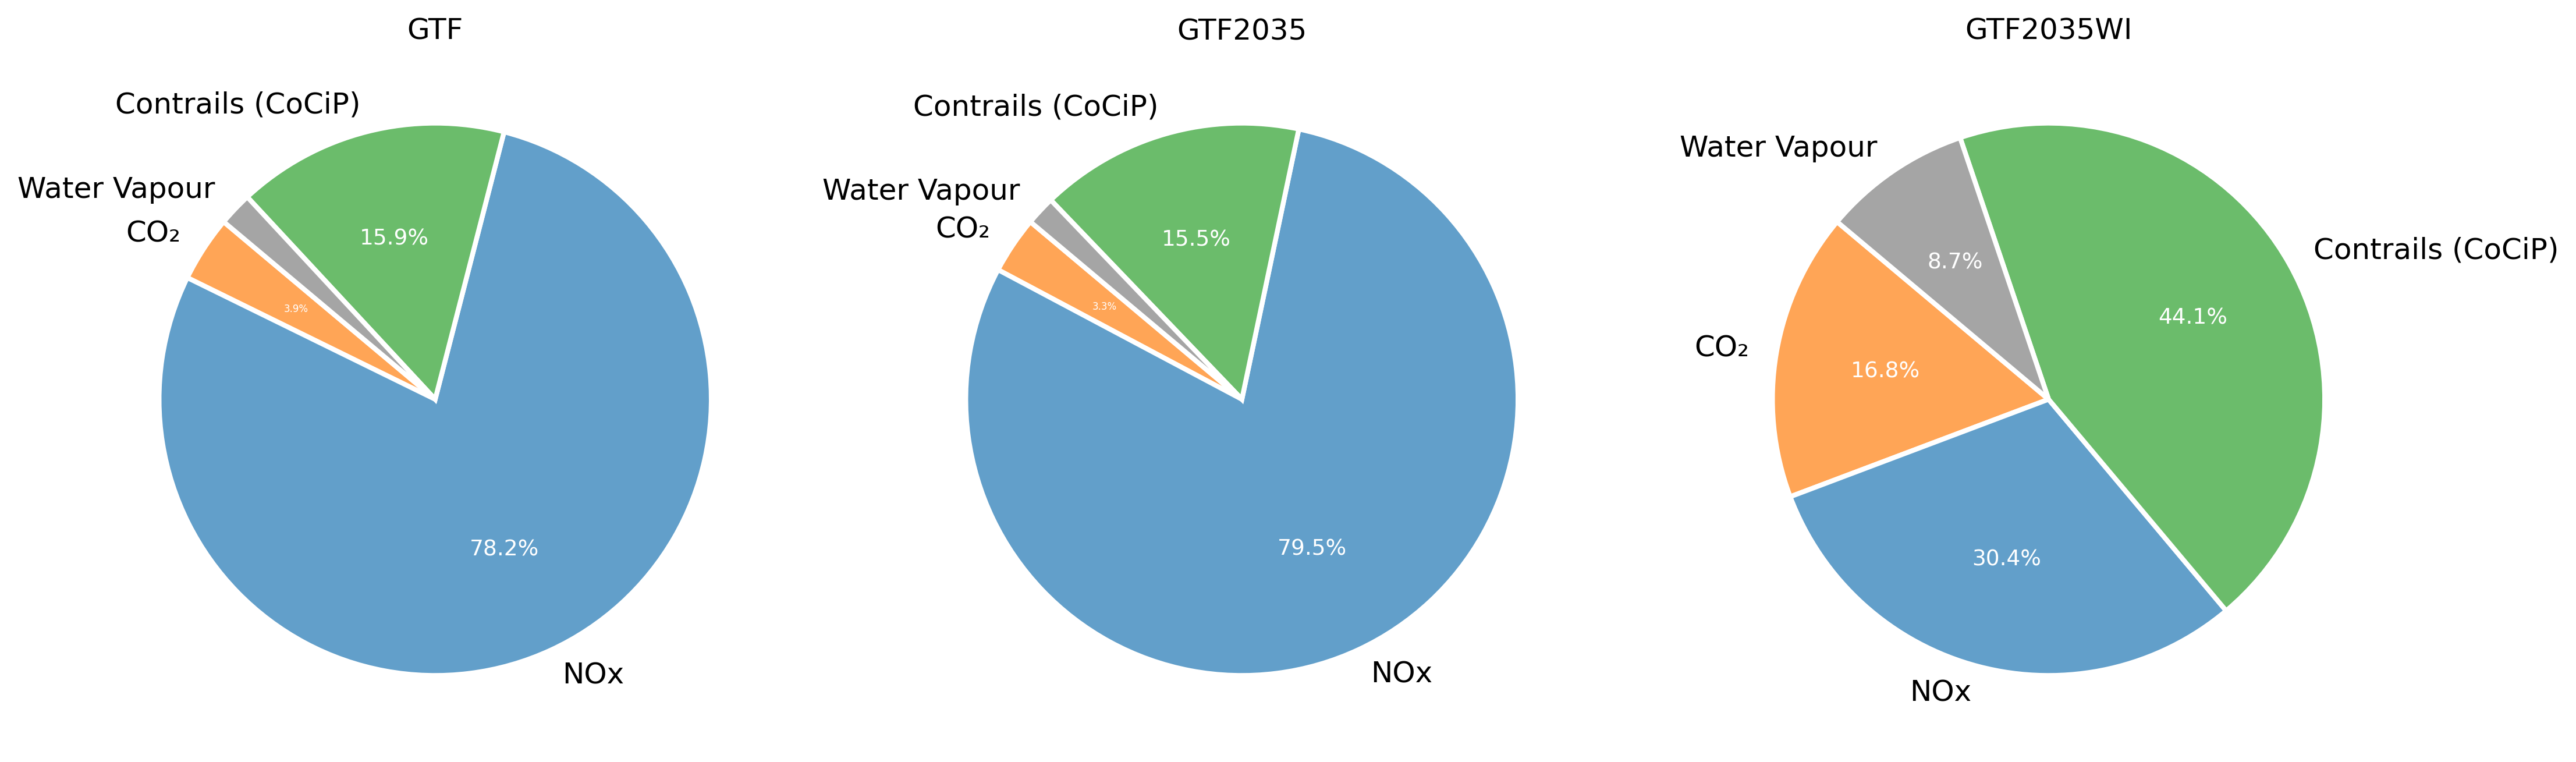 GTF
Contrails (CoCiP)
Water Vapour
CO₂
15.9%
3.9%
78.2%
NOx
GTF2035
Contrails (CoCiP)
Water Vapour
CO₂
15.5%
3.3%
79.5%
NOx
GTF2035WI
Water Vapour
Contrails (CoCiP)
8.7%
44.1%
CO₂
16.8%
30.4%
NOx